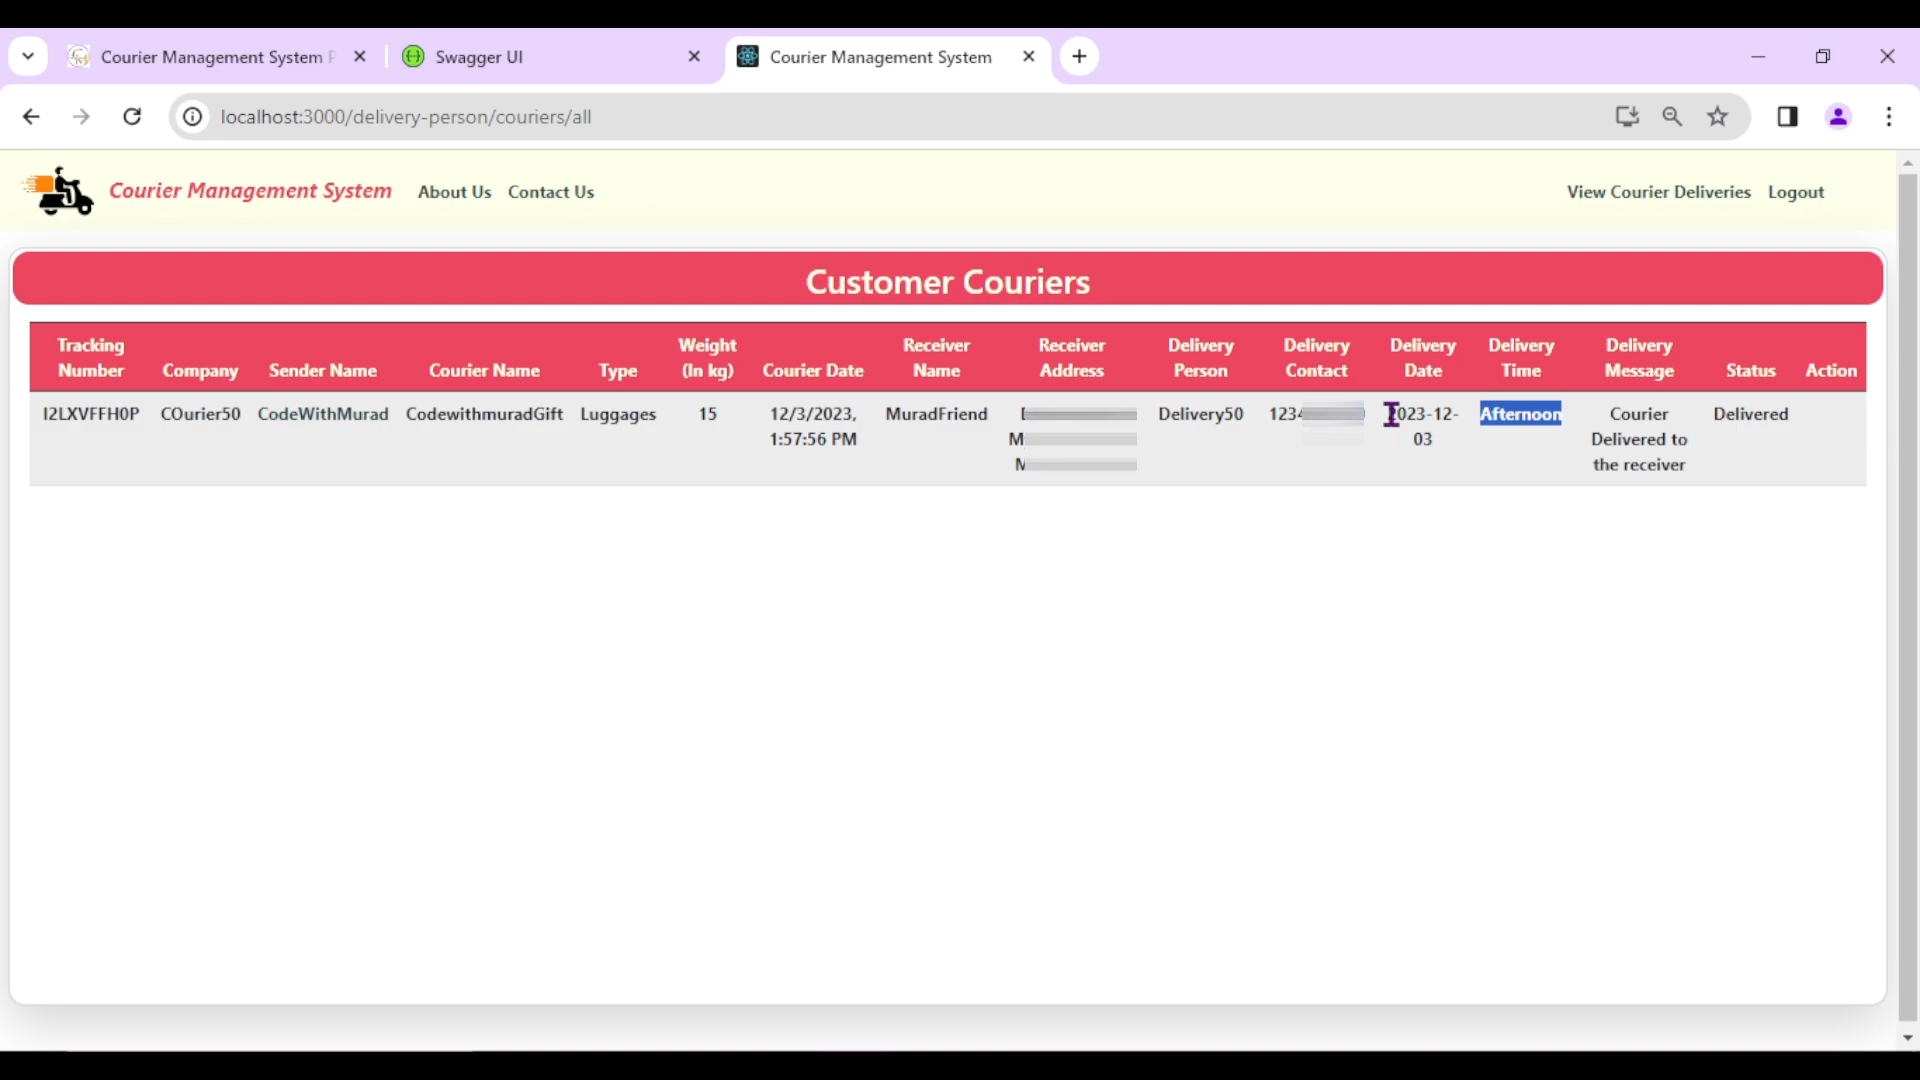 Courier Management System
Swagger UI
Courier Management System
localhost:3000/delivery-person/couriers/all
Courier Management System About Us Contact Us View Courier Deliveries Logout
Customer Couriers
Tracking Number Company Sender Name Courier Name Type Weight (In kg) Courier Date Receiver Name Receiver Address Delivery Person Delivery Contact Delivery Date Delivery Time Delivery Message Status Action
I2LXVFFH0P COurier50 CodeWithMurad CodewithmuradGift Luggages 15 12/3/2023, MuradFriend Delivery50 1234 2023-12- Afternoon Courier Delivered
1:57:56 PM M 03 Delivered to
the receiver